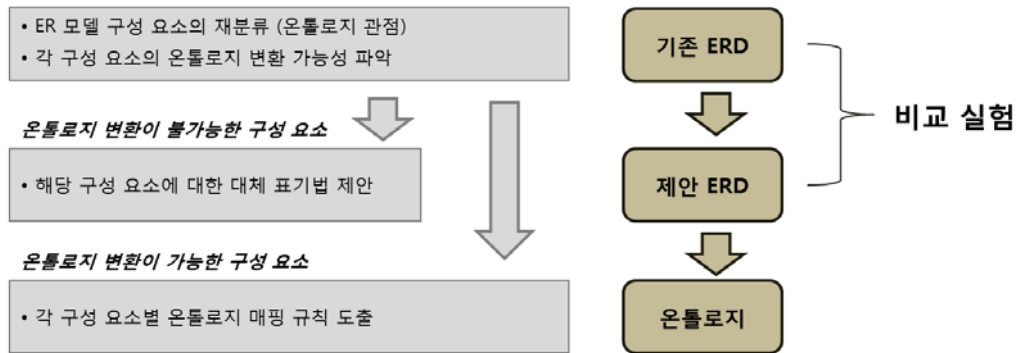 • ER 모델 구성 요소의 재분류 (온톨로지 관점)
• 각 구성 요소의 온톨로지 변환 가능성 파악
온톨로지 변환이 불가능한 구성 요소
• 해당 구성 요소에 대한 대체 표기법 제안
온톨로지 변환이 가능한 구성 요소
• 각 구성 요소별 온톨로지 매핑 규칙 도출
기존 ERD
제안 ERD
온톨로지
비교 실험